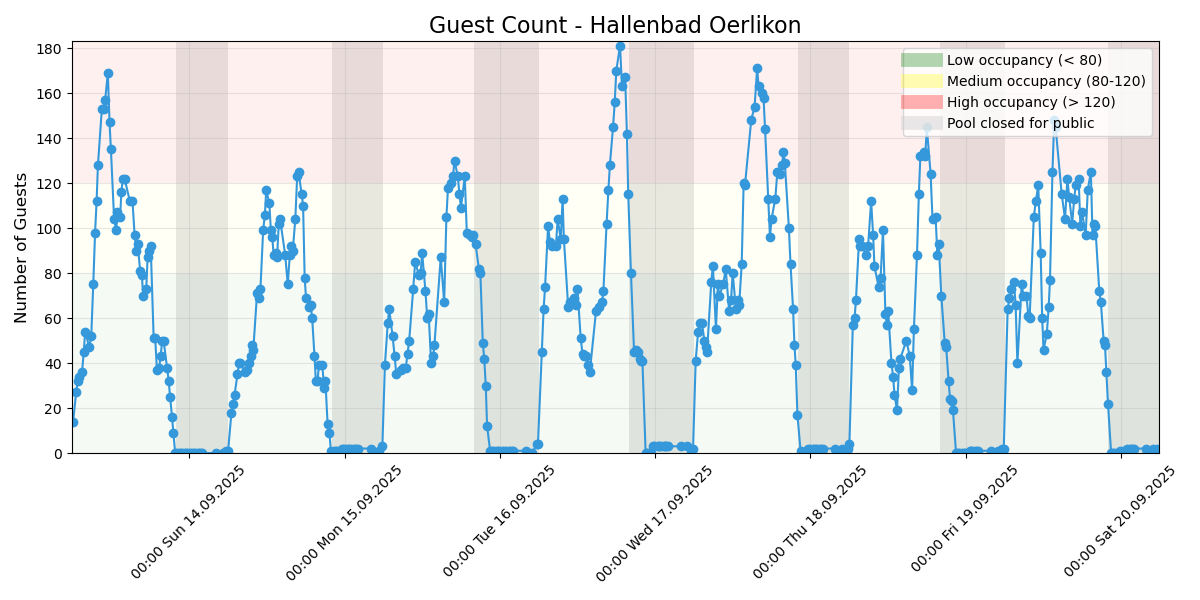 Guest Count - Hallenbad Oerlikon
Number of Guests
180
160
140
120
100
80
60
40
20
0
Low occupancy (< 80)
Medium occupancy (80-120)
High occupancy (> 120)
Pool closed for public
00:00 Sun 14.09.2025
00:00 Mon 15.09.2025
00:00 Tue 16.09.2025
00:00 Wed 17.09.2025
00:00 Thu 18.09.2025
00:00 Fri 19.09.2025
00:00 Sat 20.09.2025